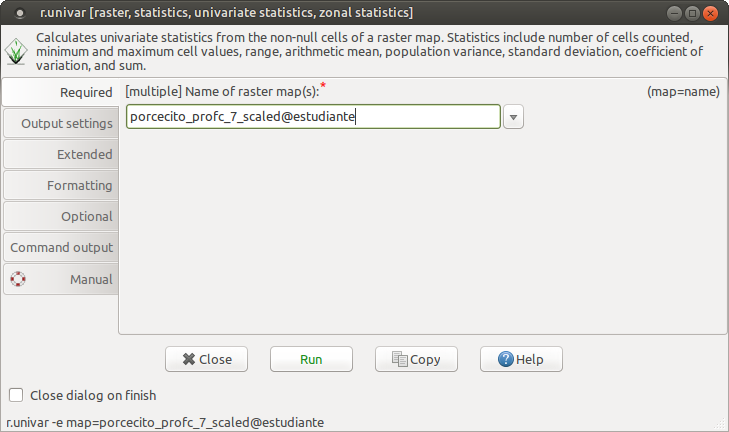 r.univar [raster, statistics, univariate statistics, zonal statistics]
Calculates univariate statistics from the non-null cells of a raster map. Statistics include number of cells counted,
minimum and maximum cell values, range, arithmetic mean, population variance, standard deviation, coefficient of
variation, and sum.
Required
[multiple] Name of raster map(s):*
(map=name)
porcecito_profc_7_scaled@estudiante
Output settings
Extended
Formatting
Optional
Command output
Manual
Close
Run
Copy
Help
Close dialog on finish
r.univar -e map=porcecito_profc_7_scaled@estudiante